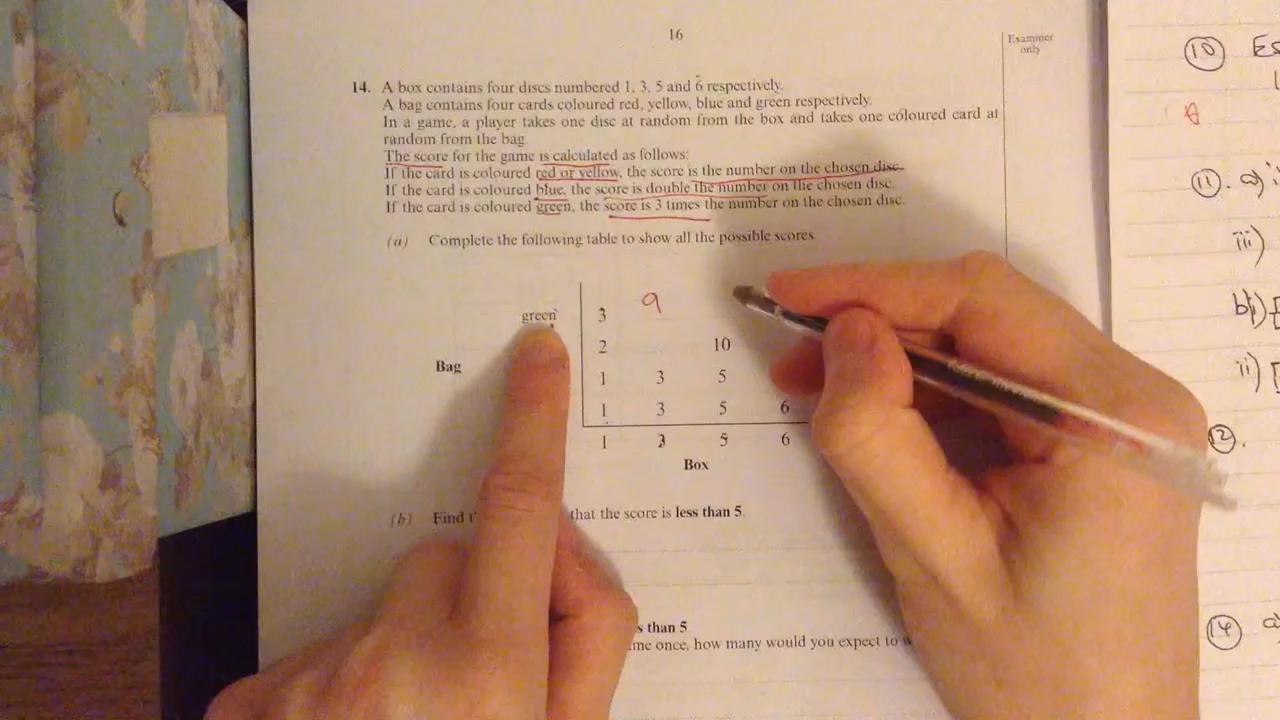 16
Examiner
only
14. A box contains four discs numbered 1, 3, 5 and 6 respectively.
A bag contains four cards coloured red, yellow, blue and green respectively.
In a game, a player takes one disc at random from the box and takes one coloured card at
random from the bag.
The score for the game is calculated as follows:
If the card is coloured red or yellow, the score is the number on the chosen disc.
If the card is coloured blue, the score is double the number on the chosen disc.
If the card is coloured green, the score is 3 times the number on the chosen disc.
(a) Complete the following table to show all the possible scores
green 3 9
2 10
Bag
1 3 5
1 3 5 6
1 3 5 6
Box
(b) Find that the score is less than 5.
s than 5
me once, how many would you expect to
10
A
11. a) i
iii)
b) i)
ii)
12.
14 a